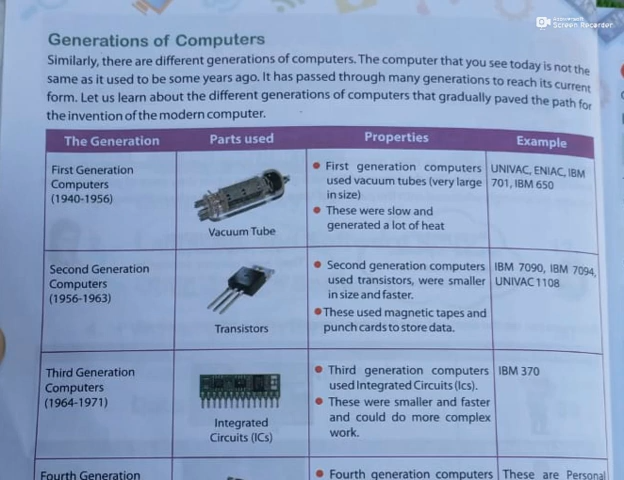 Generations of Computers
Similarly, there are different generations of computers. The computer that you see today is not the
same as it used to be some years ago. It has passed through many generations to reach its current
form. Let us learn about the different generations of computers that gradually paved the path for
the invention of the modern computer.
The Generation Parts used Properties Example
First Generation
Computers
(1940-1956)
Vacuum Tube
• First generation computers
used vacuum tubes (very large
in size)
• These were slow and
generated a lot of heat
UNIVAC, ENIAC, IBM
701, IBM 650
Second Generation
Computers
(1956-1963)
Transistors
• Second generation computers
used transistors, were smaller
in size and faster.
• These used magnetic tapes and
punch cards to store data.
IBM 7090, IBM 7094,
UNIVAC 1108
Third Generation
Computers
(1964-1971)
Integrated
Circuits (ICs)
• Third generation computers
used Integrated Circuits (Ics).
• These were smaller and faster
and could do more complex
work.
IBM 370
Fourth Generation
• Fourth generation computers
These are Personal
Screen Recorder